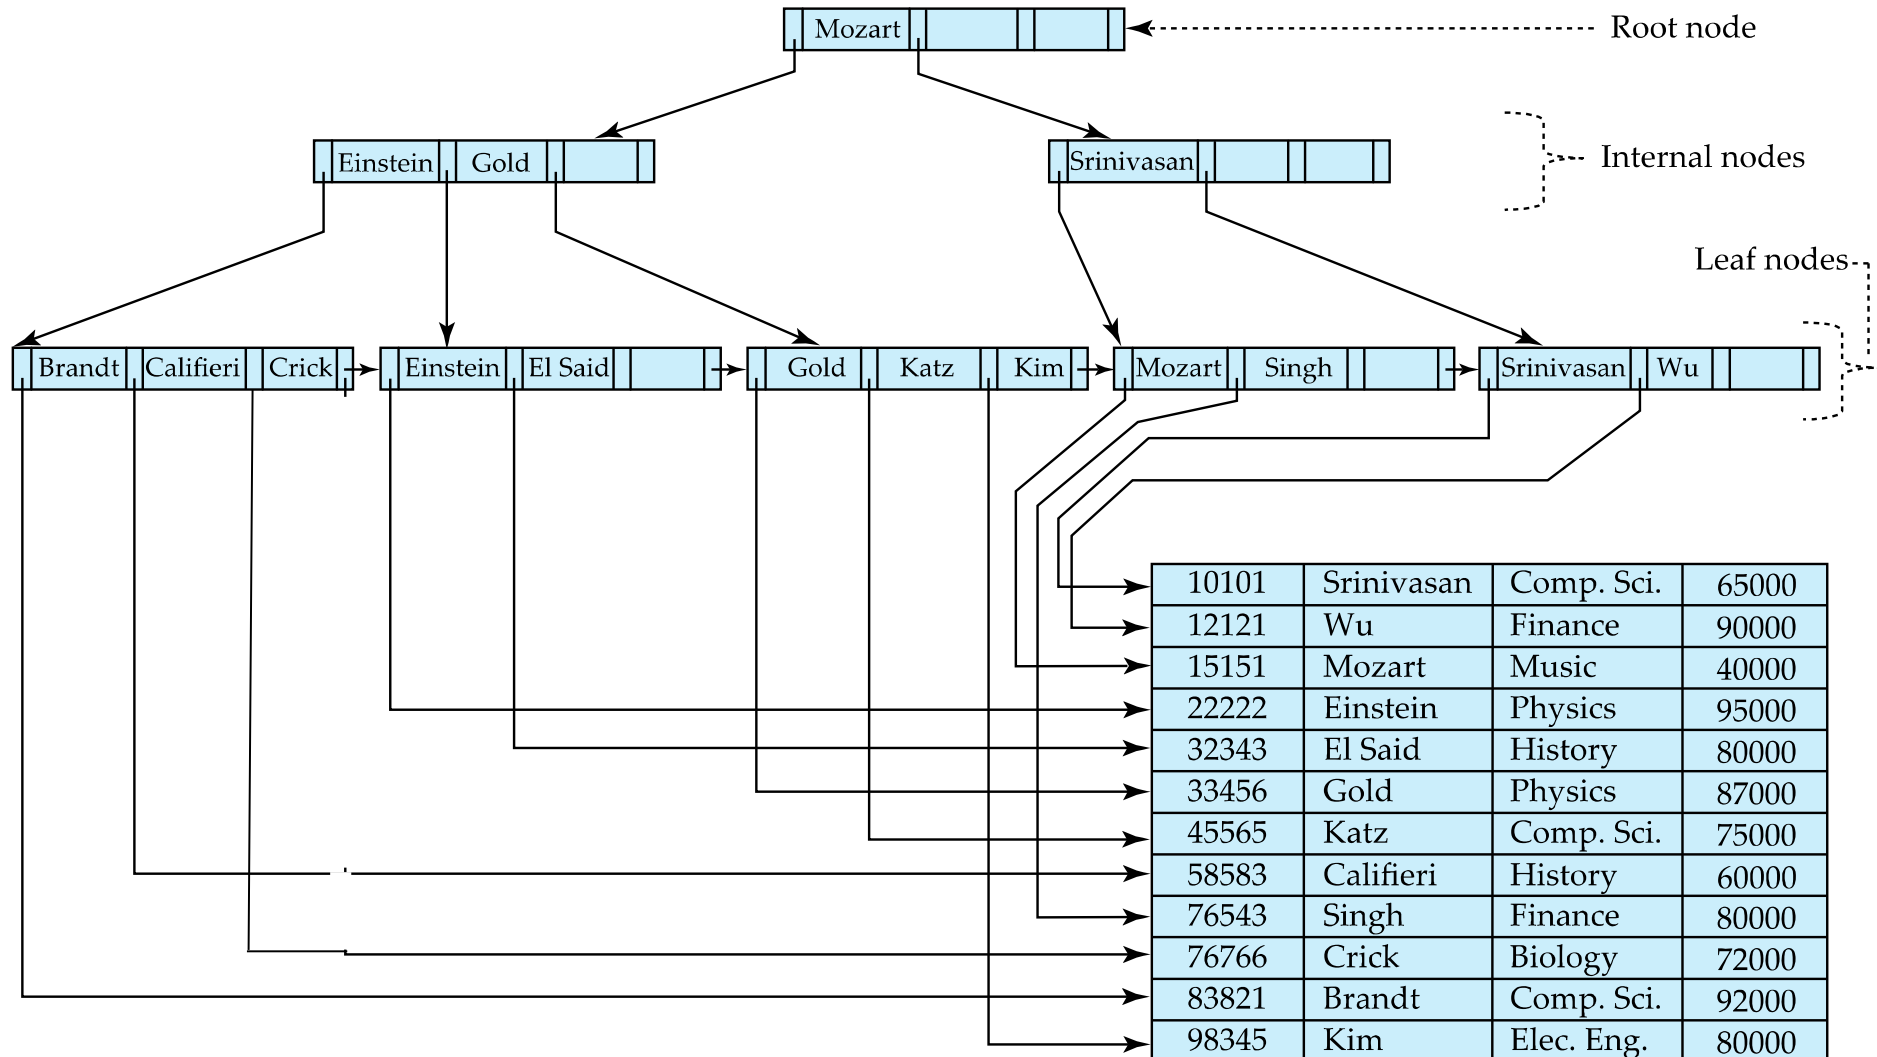 Mozart
Root node
Einstein Gold
Srinivasan
Internal nodes
Leaf nodes
Brandt Califieri Crick
Einstein El Said
Gold Katz Kim
Mozart Singh
Srinivasan Wu
10101 Srinivasan Comp. Sci. 65000
12121 Wu Finance 90000
15151 Mozart Music 40000
22222 Einstein Physics 95000
32343 El Said History 80000
33456 Gold Physics 87000
45565 Katz Comp. Sci. 75000
58583 Califieri History 60000
76543 Singh Finance 80000
76766 Crick Biology 72000
83821 Brandt Comp. Sci. 92000
98345 Kim Elec. Eng. 80000